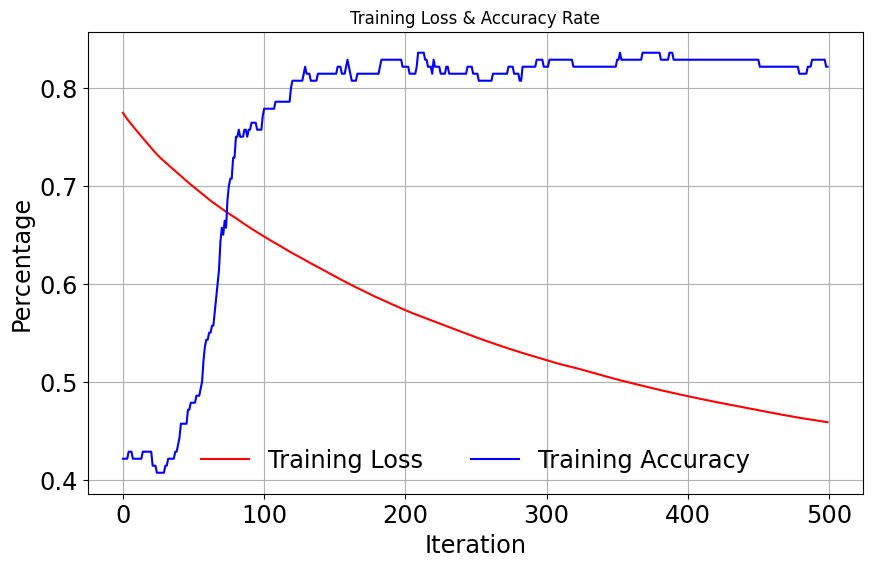 Training Loss & Accuracy Rate
Percentage
0.8
0.7
0.6
0.5
0.4
Training Loss
Training Accuracy
0 100 200 300 400 500
Iteration